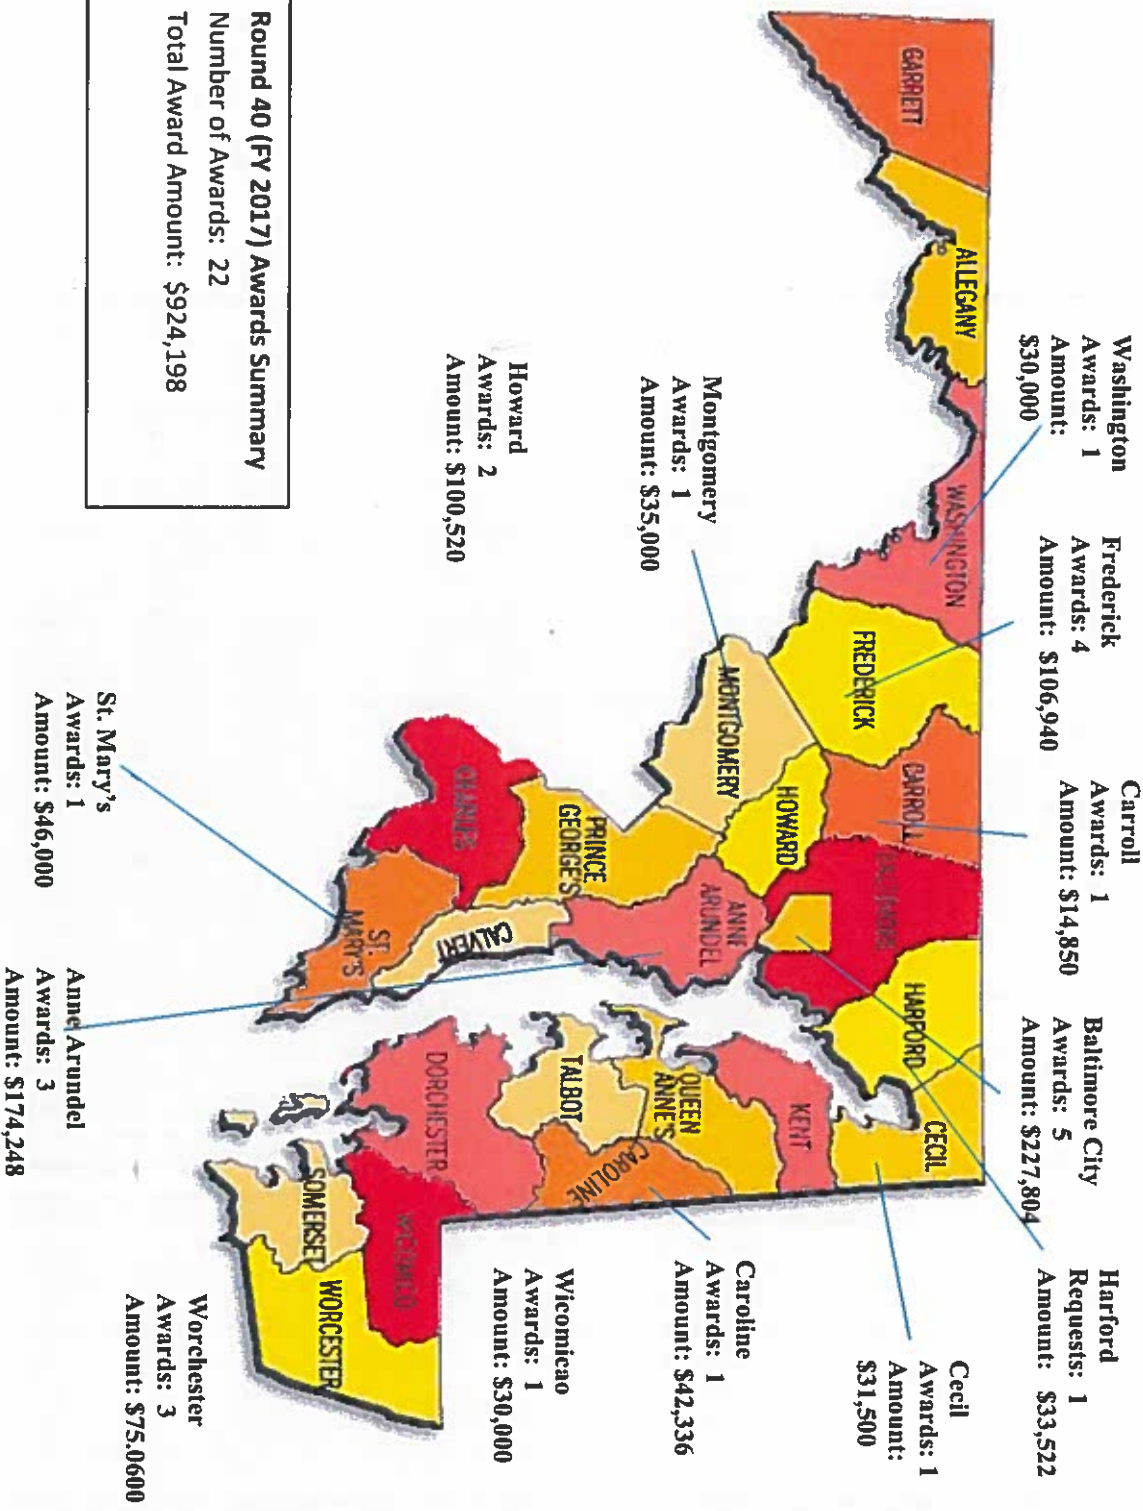 Washington
Awards: 1
Amount:
$30,000
Frederick
Awards: 4
Amount: $106,940
Carroll
Awards: 1
Amount: $14,850
Baltimore City
Awards: 5
Amount: $227,804
Harford
Requests: 1
Amount: $33,522
Cecil
Awards: 1
Amount:
$31,500
GARRETT
ALLEGANY
WASHINGTON
FREDERICK
CARROLL
BALTIMORE
HARFORD
CECIL
MONTGOMERY
HOWARD
KENT
ANNE
ARUNDEL
QUEEN
ANNE'S
PRINCE
GEORGE'S
TALBOT
CAROLINE
CHARLES
CALVERT
DORCHESTER
ST.
MARY'S
WICOMICO
SOMERSET
WORCESTER
Montgomery
Awards: 1
Amount: $35,000
Caroline
Awards: 1
Amount: $42,336
Howard
Awards: 2
Amount: $100,520
Wicomicao
Awards: 1
Amount: $30,000
Round 40 (FY 2017) Awards Summary
Number of Awards: 22
Total Award Amount: $924,198
St. Mary's
Awards: 1
Amount: $46,000
Anne Arundel
Awards: 3
Amount: $174,248
Worchester
Awards: 3
Amount: $75.0600